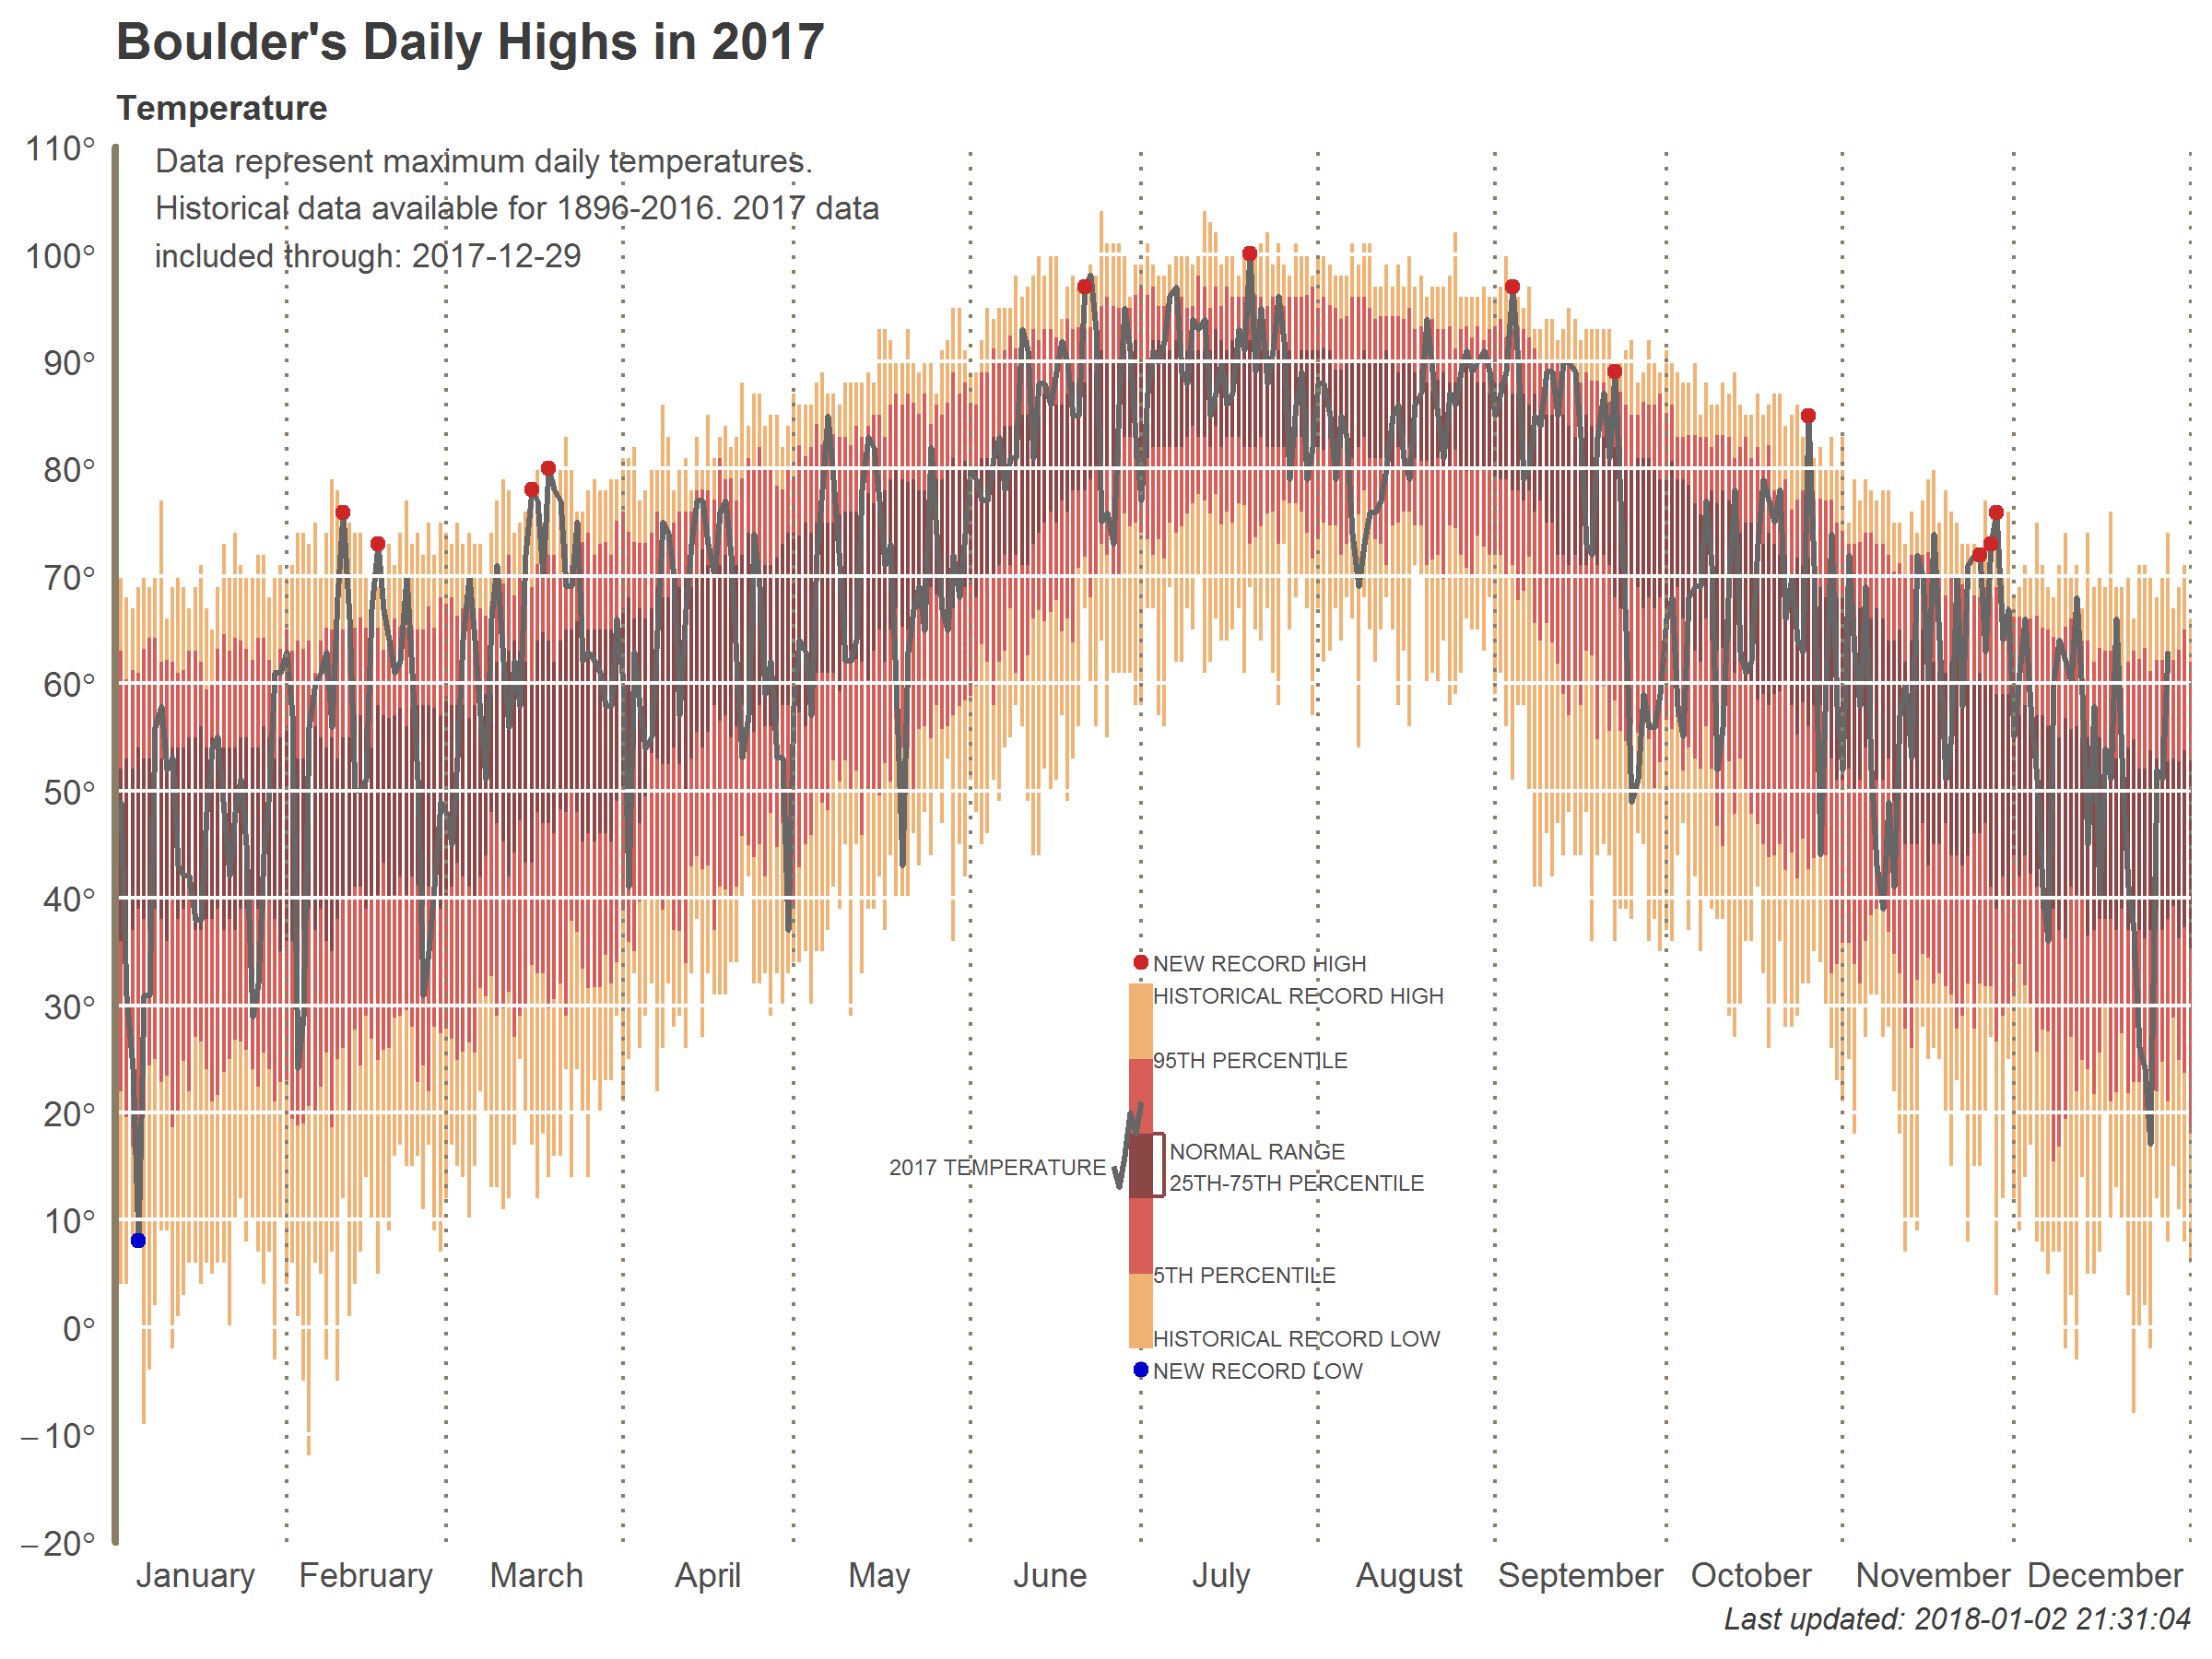 Boulder's Daily Highs in 2017
Temperature
110°
100°
90°
80°
70°
60°
50°
40°
30°
20°
10°
0°
−10°
−20°
Data represent maximum daily temperatures.
Historical data available for 1896-2016. 2017 data
included through: 2017-12-29
NEW RECORD HIGH
HISTORICAL RECORD HIGH
95TH PERCENTILE
2017 TEMPERATURE
NORMAL RANGE
25TH-75TH PERCENTILE
5TH PERCENTILE
HISTORICAL RECORD LOW
NEW RECORD LOW
January February March April May June July August September October November December
Last updated: 2018-01-02 21:31:04